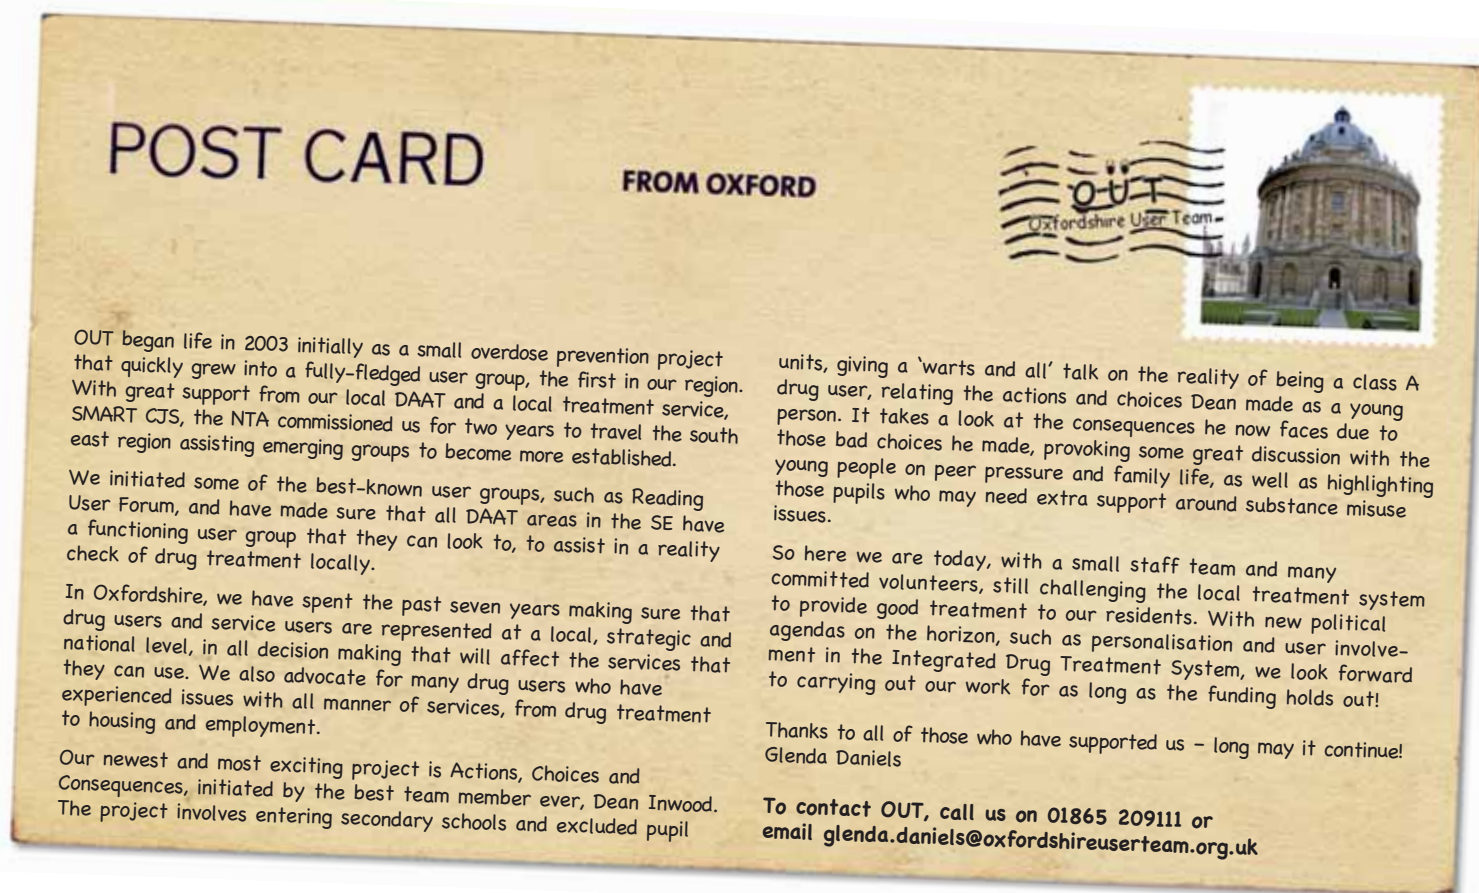 POST CARD
FROM OXFORD
OUT
Oxfordshire User Team
OUT began life in 2003 initially as a small overdose prevention project
that quickly grew into a fully-fledged user group, the first in our region.
With great support from our local DAAT and a local treatment service,
SMART CJS, the NTA commissioned us for two years to travel the south
east region assisting emerging groups to become more established.
We initiated some of the best-known user groups, such as Reading
User Forum, and have made sure that all DAAT areas in the SE have
a functioning user group that they can look to, to assist in a reality
check of drug treatment locally.
In Oxfordshire, we have spent the past seven years making sure that
drug users and service users are represented at a local, strategic and
national level, in all decision making that will affect the services that
they can use. We also advocate for many drug users who have
experienced issues with all manner of services, from drug treatment
to housing and employment.
Our newest and most exciting project is Actions, Choices and
Consequences, initiated by the best team member ever, Dean Inwood.
The project involves entering secondary schools and excluded pupil
units, giving a ‘warts and all’ talk on the reality of being a class A
drug user, relating the actions and choices Dean made as a young
person. It takes a look at the consequences he now faces due to
those bad choices he made, provoking some great discussion with the
young people on peer pressure and family life, as well as highlighting
those pupils who may need extra support around substance misuse
issues.
So here we are today, with a small staff team and many
committed volunteers, still challenging the local treatment system
to provide good treatment to our residents. With new political
agendas on the horizon, such as personalisation and user involve-
ment in the Integrated Drug Treatment System, we look forward
to carrying out our work for as long as the funding holds out!
Thanks to all of those who have supported us – long may it continue!
Glenda Daniels
To contact OUT, call us on 01865 209111 or
email glenda.daniels@oxfordshireuserteam.org.uk